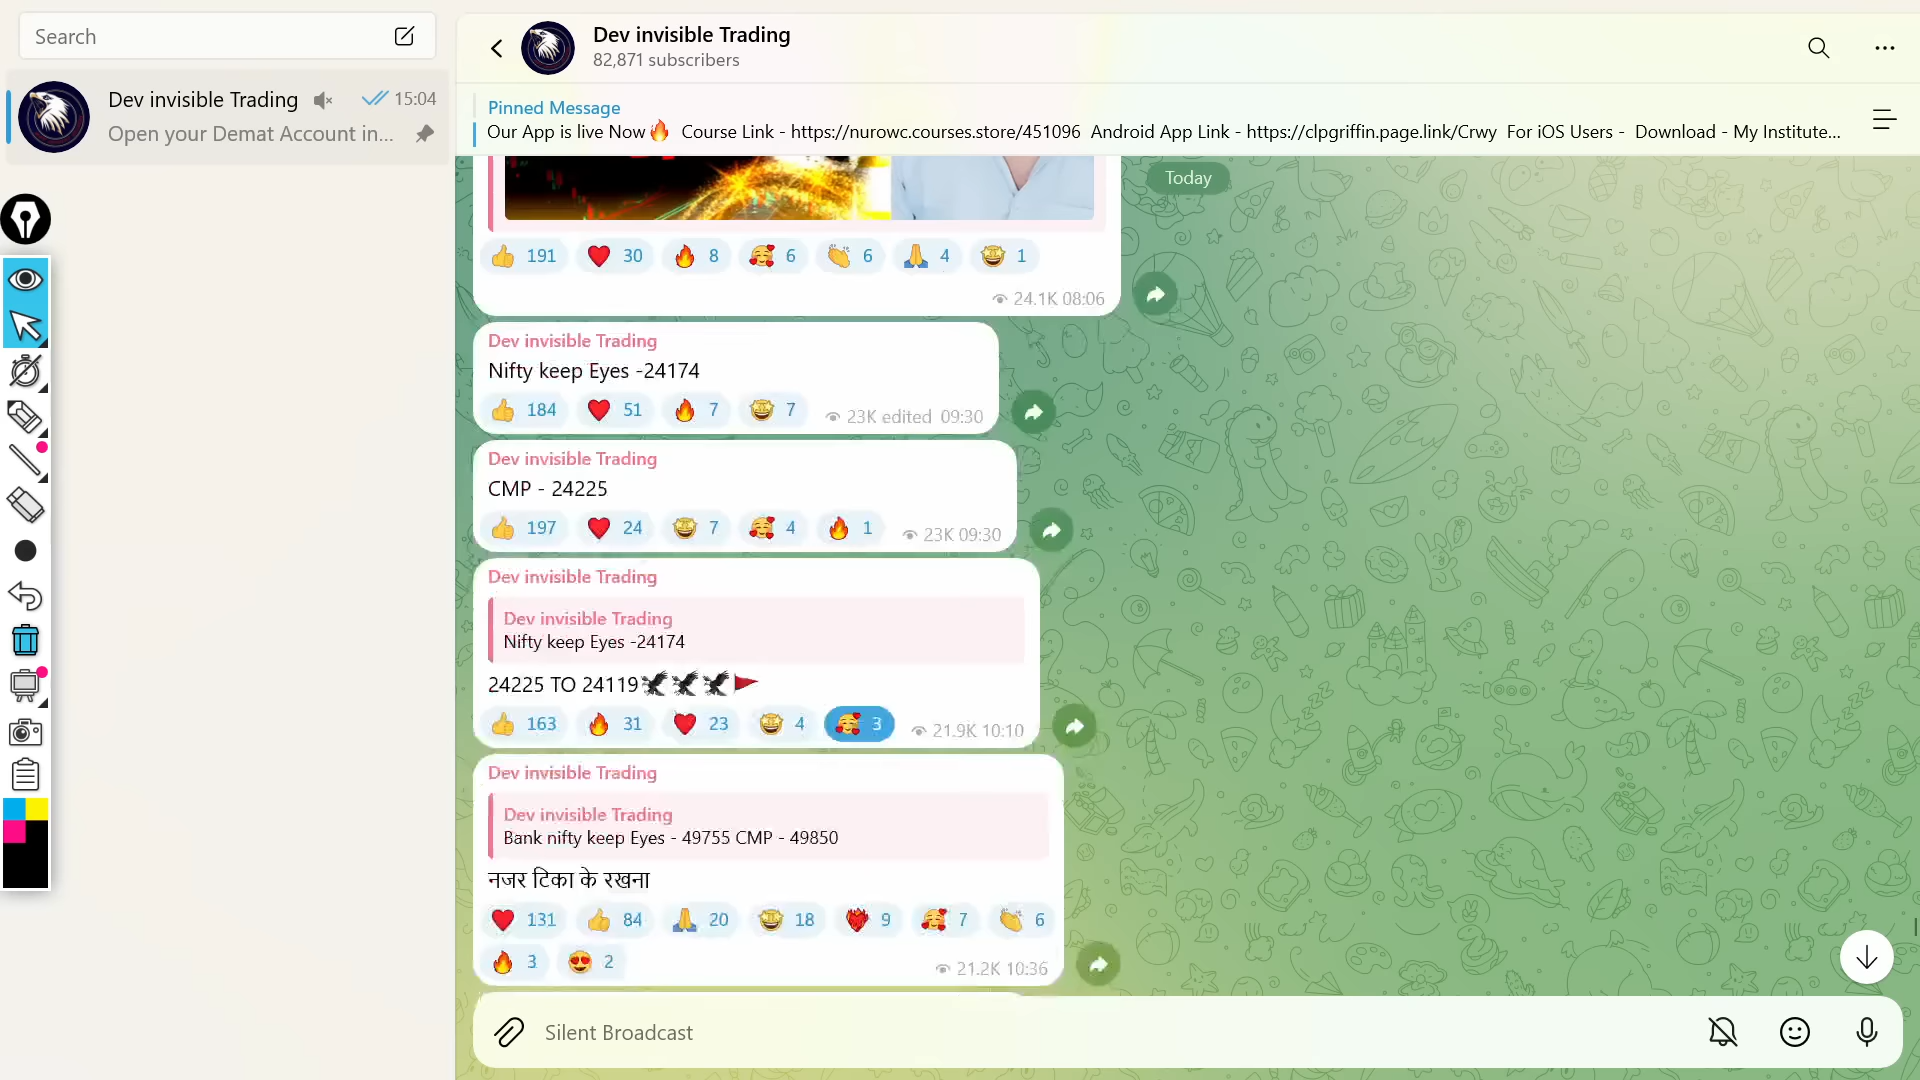 Search
Dev invisible Trading 15:04
Open your Demat Account in...
Dev invisible Trading
82,871 subscribers
Pinned Message
Our App is live Now🔥 Course Link - https://nurowc.courses.store/451096 Android App Link - https://clpgriffin.page.link/Crwy For iOS Users - Download - My Institute...
Today
👍 191 ❤️ 30 🔥 8 🥰 6 👏 6 🙏 4 🤩 1
24.1K 08:06
Dev invisible Trading
Nifty keep Eyes -24174
👍 184 ❤️ 51 🔥 7 🤩 7 23K edited 09:30
Dev invisible Trading
CMP - 24225
👍 197 ❤️ 24 🤩 7 🥰 4 🔥 1 23K 09:30
Dev invisible Trading
Dev invisible Trading
Nifty keep Eyes -24174
24225 TO 24119🦅🦅🦅🚩
👍 163 🔥 31 ❤️ 23 🤩 4 🥰 3 21.9K 10:10
Dev invisible Trading
Dev invisible Trading
Bank nifty keep Eyes - 49755 CMP - 49850
नजर टिका के रखना
❤️ 131 👍 84 🙏 20 🤩 18 ❤️‍🔥 9 🥰 7 👏 6
🔥 3 😍 2 21.2K 10:36
Silent Broadcast